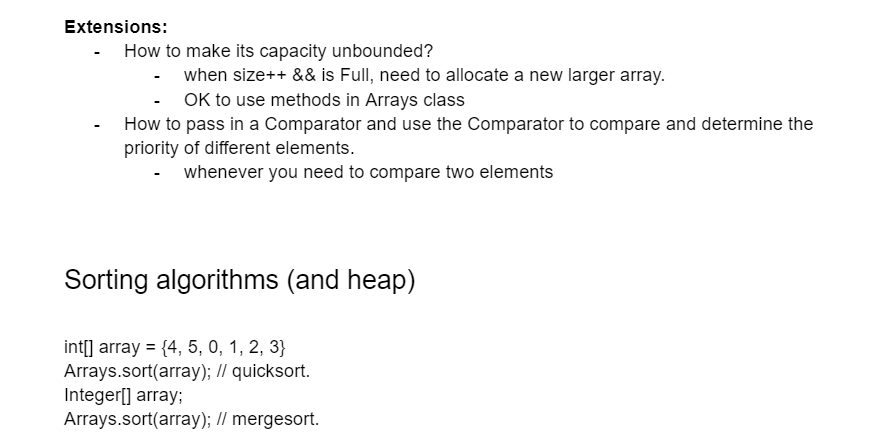 Extensions:
- How to make its capacity unbounded?
- when size++ && is Full, need to allocate a new larger array.
- OK to use methods in Arrays class
- How to pass in a Comparator and use the Comparator to compare and determine the
priority of different elements.
- whenever you need to compare two elements
Sorting algorithms (and heap)
int[] array = {4, 5, 0, 1, 2, 3}
Arrays.sort(array); // quicksort.
Integer[] array;
Arrays.sort(array); // mergesort.